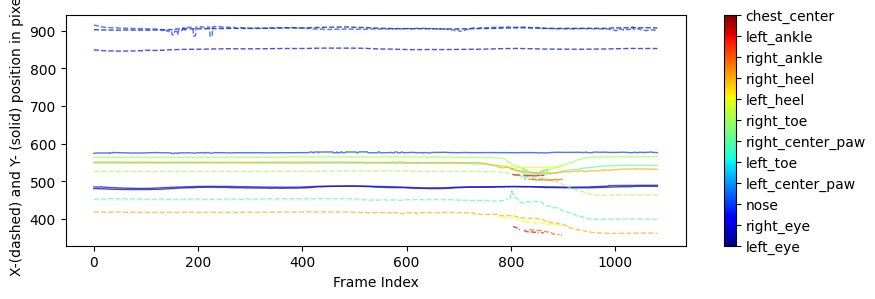 X-(dashed) and Y- (solid) position in pixe
900
800
700
600
500
400
0
200
400
600
800
1000
Frame Index
chest_center
left_ankle
right_ankle
right_heel
left_heel
right_toe
right_center_paw
left_toe
left_center_paw
nose
right_eye
left_eye